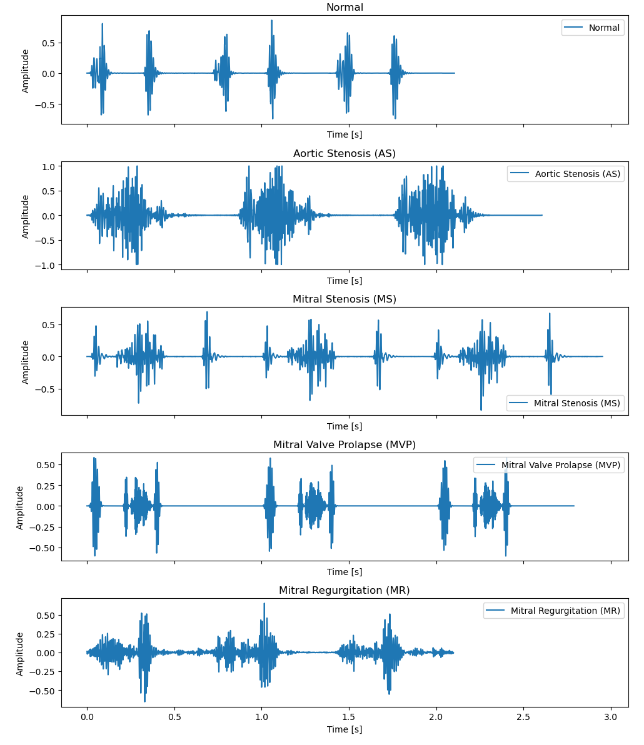 Normal
Normal
0.5
0.0
−0.5
Amplitude
Time [s]
Aortic Stenosis (AS)
Aortic Stenosis (AS)
1.0
0.5
0.0
−0.5
−1.0
Amplitude
Time [s]
Mitral Stenosis (MS)
0.5
0.0
−0.5
Amplitude
Mitral Stenosis (MS)
Time [s]
Mitral Valve Prolapse (MVP)
Mitral Valve Prolapse (MVP)
0.50
0.25
0.00
−0.25
−0.50
Amplitude
Time [s]
Mitral Regurgitation (MR)
Mitral Regurgitation (MR)
0.50
0.25
0.00
−0.25
−0.50
Amplitude
0.0 0.5 1.0 1.5 2.0 2.5 3.0
Time [s]